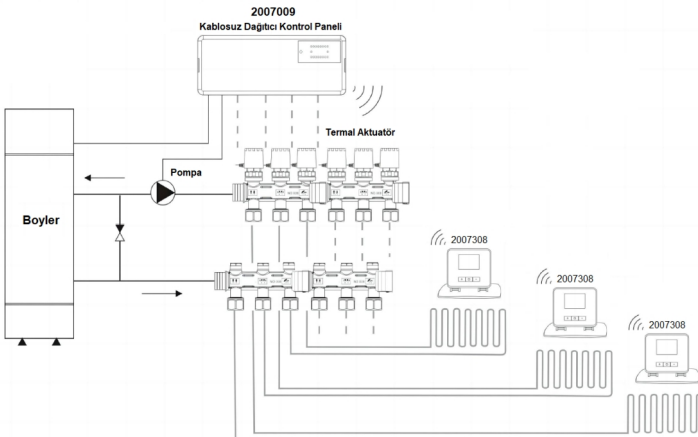 2007009
Kablosuz Dağıtıcı Kontrol Paneli
Termal Aktuatör
Pompa
Boyler
2007308
2007308
2007308